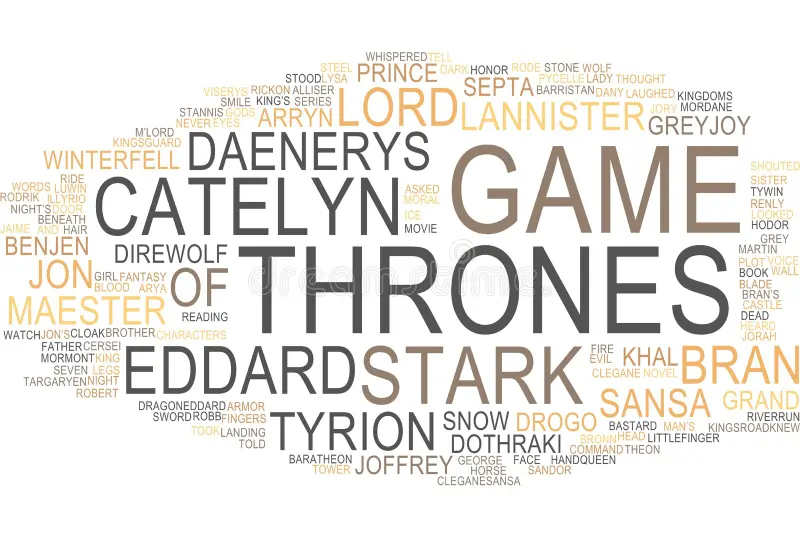 WHISPERED TELL
STEEL PRINCE DARK HONOR RODE STONE WOLF
STOOD LYSA SEPTA PYCELLE LADY THOUGHT
VISERYS RICKON ALLISER LORD BARRISTAN DANY LAUGHED KINGDOMS
SMILE KING'S SERIES LANNISTER JORY MORDANE
STANNIS GODS ARRYN GREYJOY
NEVER EYES
M'LORD
KINGSGUARD DAENERYS GAME
WINTERFELL SHOUTED
RIDE SISTER
WORDS LUWIN CATELYN ASKED TYWIN
RODRIK ILLYRIO MORAL RENLY
NIGHT'S DOOR ICE LOOKED
BENEATH MOVIE HODOR
JAIME AND HAIR
BENJEN DIREWOLF THRONES GREY
MARTIN
JON GIRL FANTASY OF PLOT VOICE
BLOOD ARYA BOOK WALL
BLADE
MAESTER READING BRAN'S
CASTLE
DEAD
WATCH JON'S CLOAK BROTHER CHARACTERS HEARD
FATHER CERSEI JORAH
MORMONT KING EDDARD STARK FIRE KHAL BRAN
SEVEN LEGS EVIL
TARGARYEN NIGHT CLEGANE NOVEL
ROBERT SANSA GRAND
DRAGON EDDARD ARMOR
SWORD ROBB FINGERS TYRION SNOW DROGO BASTARD MAN'S RIVERRUN
TOOK LANDING KINGSROAD KNEW
TOLD DOTHRAKI BRONN HEAD LITTLEFINGER
COMMAND THEON
BARATHEON JOFFREY GEORGE FACE HAND QUEEN
TOWER HORSE SANDOR
CLEGANE SANSA
dreamstime